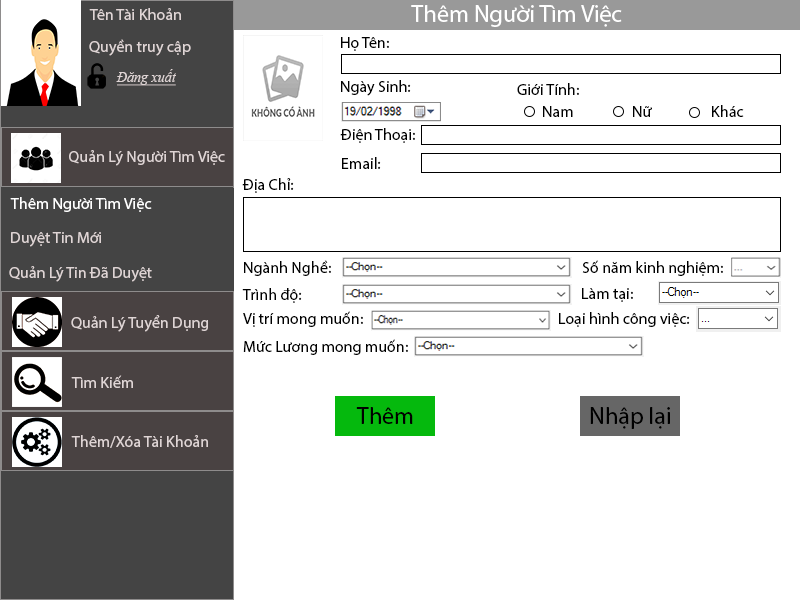 Tên Tài Khoản
Quyền truy cập
Đăng xuất
Quản Lý Người Tìm Việc
Thêm Người Tìm Việc
Duyệt Tin Mới
Quản Lý Tin Đã Duyệt
Quản Lý Tuyển Dụng
Tìm Kiếm
Thêm/Xóa Tài Khoản
Thêm Người Tìm Việc
KHÔNG CÓ ẢNH
Họ Tên:
Ngày Sinh:
19/02/1998
Giới Tính:
Nam Nữ Khác
Điện Thoại:
Email:
Địa Chỉ:
Ngành Nghề: --Chọn-- Số năm kinh nghiệm: ...
Trình độ: --Chọn-- Làm tại: --Chọn--
Vị trí mong muốn: --Chọn-- Loại hình công việc: ...
Mức Lương mong muốn: --Chọn--
Thêm Nhập lại